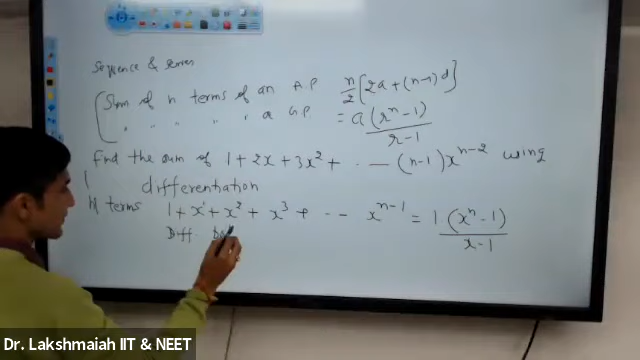 Sequence & series
Sum of n terms of an A.P n/2 [2a + (n-1) d]
" " " " a G.P = a (r^n - 1) / r - 1
Find the sum of 1 + 2x + 3x^2 + ... (n-1) x^{n-2} using
differentiation
N terms 1 + x^1 + x^2 + x^3 + -- x^{n-1} = 1 (x^n - 1) / x - 1
Diff
Dr. Lakshmaiah IIT & NEET